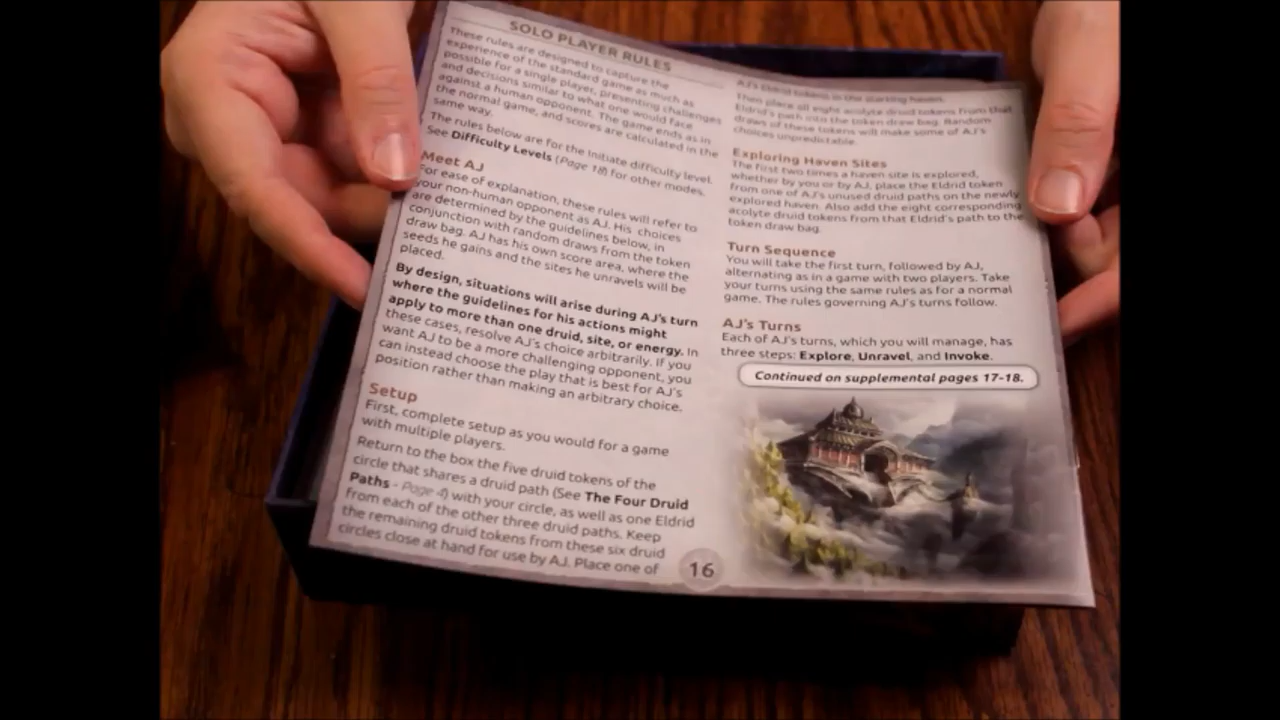 SOLO PLAYER RULES
These rules are designed to capture the
experience of the standard game as much as
possible for a single player, presenting challenges
and decisions similar to what one would face
against a human opponent. The game ends as in
the normal game, and scores are calculated in the
same way.
The rules below are for the Initiate difficulty level.
See Difficulty Levels (Page 18) for other modes.
Meet AJ
For ease of explanation, these rules will refer to
your non-human opponent as AJ. His choices
are determined by the guidelines below, in
conjunction with random draws from the token
draw bag. AJ has his own score area, where the
seeds he gains and the sites he unravels will be
placed.
By design, situations will arise during AJ's turn
where the guidelines for his actions might
apply to more than one druid, site, or energy. In
these cases, resolve AJ's choice arbitrarily. If you
want AJ to be a more challenging opponent, you
can instead choose the play that is best for AJ's
position rather than making an arbitrary choice.
Setup
First, complete setup as you would for a game
with multiple players.
Return to the box the five druid tokens of the
circle that shares a druid path (See The Four Druid
Paths - Page 4) with your circle, as well as one Eldrid
from each of the other three druid paths. Keep
the remaining druid tokens from these six druid
circles close at hand for use by AJ. Place one of
16
AJ's Eldrid tokens in the starting haven.
Then place all eight acolyte druid tokens from that
Eldrid's path into the token draw bag. Random
draws of these tokens will make some of AJ's
choices unpredictable.
Exploring Haven Sites
The first two times a haven site is explored,
whether by you or by AJ, place the Eldrid token
from one of AJ's unused druid paths on the newly
explored haven. Also add the eight corresponding
acolyte druid tokens from that Eldrid's path to the
token draw bag.
Turn Sequence
You will take the first turn, followed by AJ,
alternating as in a game with two players. Take
your turns using the same rules as for a normal
game. The rules governing AJ's turns follow.
AJ's Turns
Each of AJ's turns, which you will manage, has
three steps: Explore, Unravel, and Invoke.
Continued on supplemental pages 17-18.